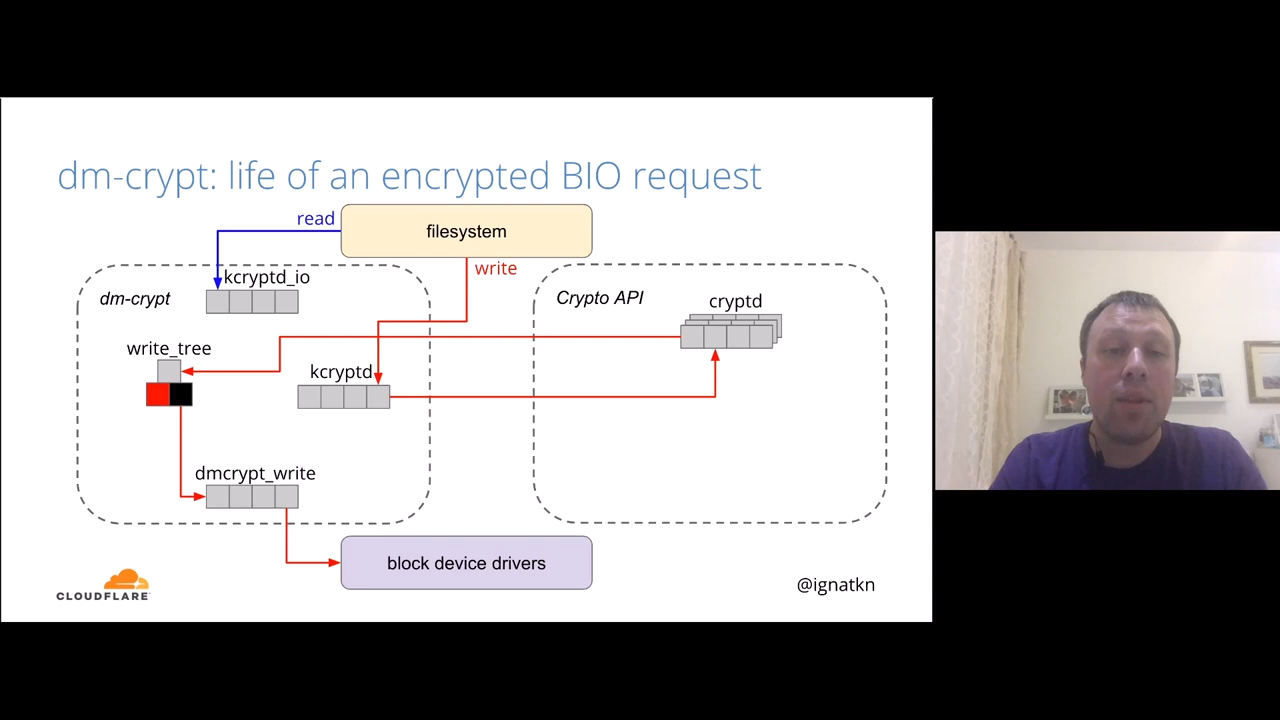 dm-crypt: life of an encrypted BIO request
read
filesystem
write
kcryptd_io
dm-crypt
Crypto API
cryptd
write_tree
kcryptd
dmcrypt_write
block device drivers
CLOUDFLARE
@ignatkn